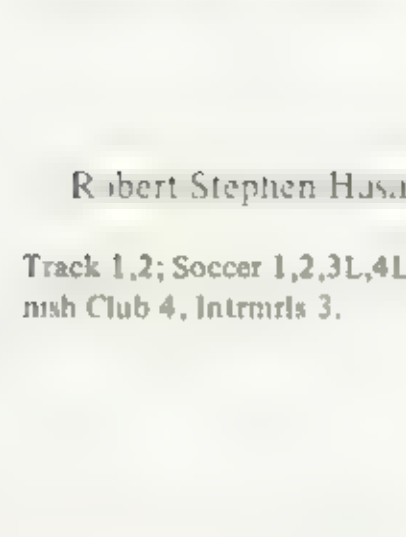 Robert Stephen
Track 1,2; Soccer 1,2,3L,4L
nish Club 4, Intrmrls 3.